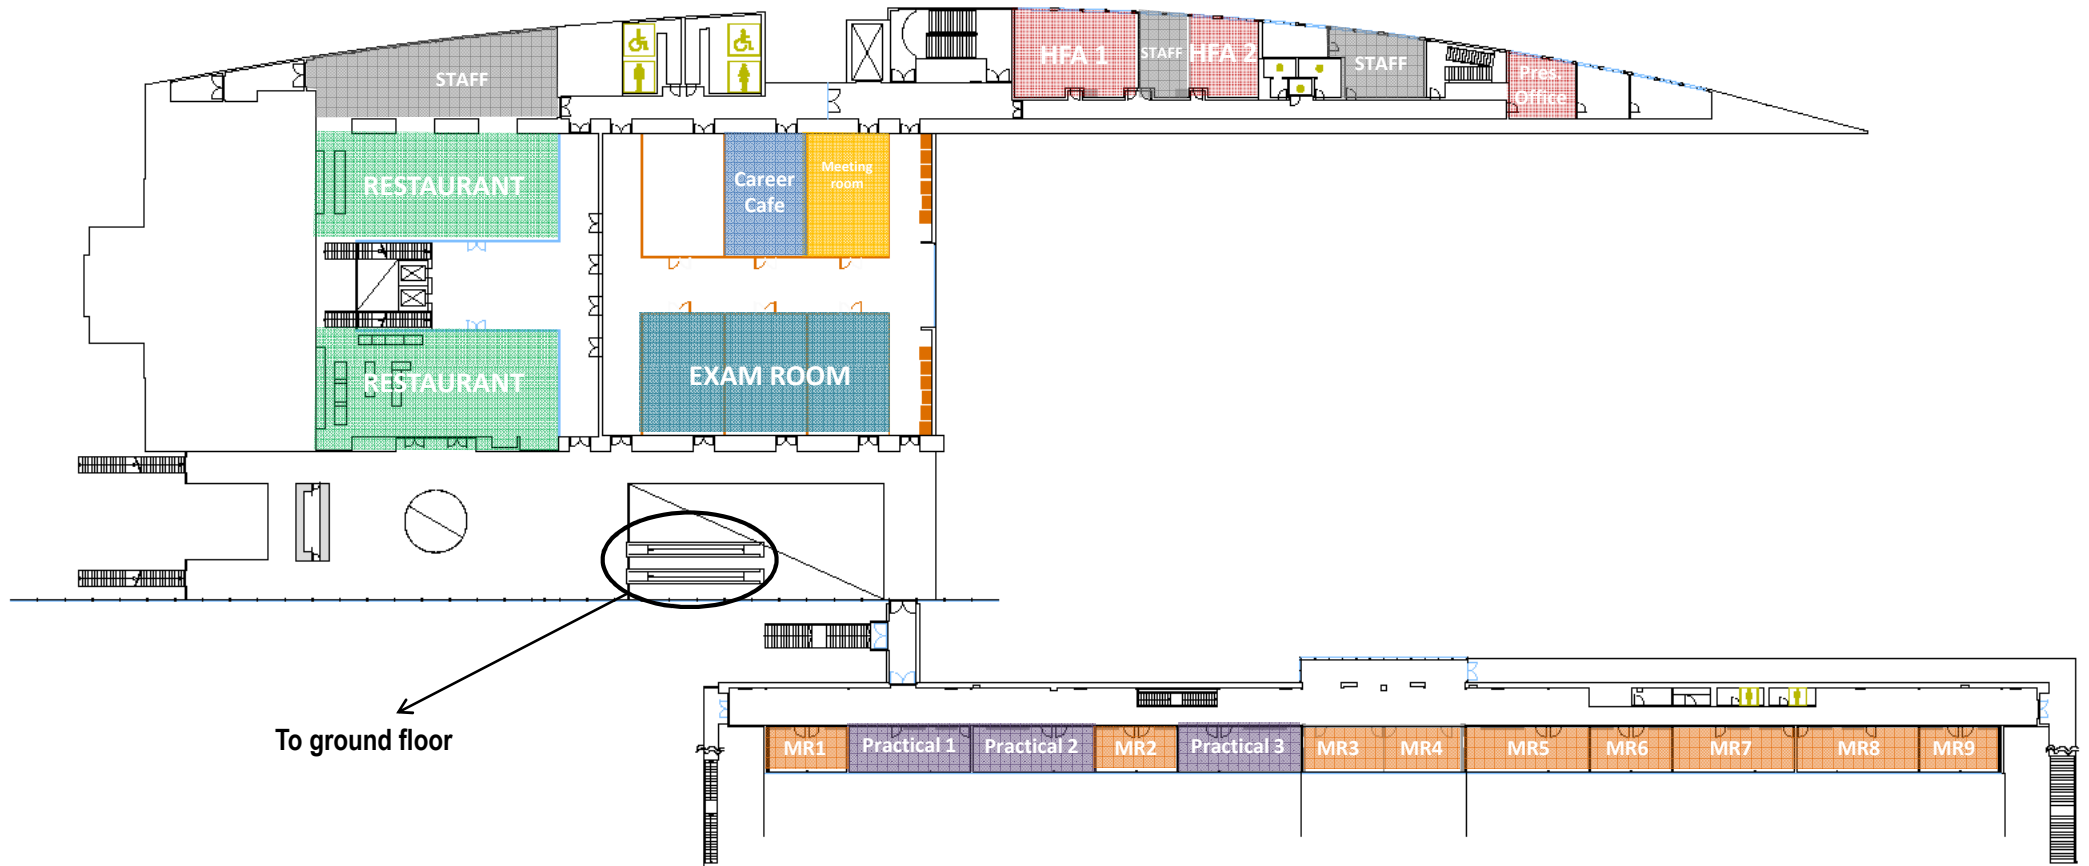 HFA 1
STAFF
HFA 2
STAFF
STAFF
Pres.
Office
RESTAURANT
Career
Cafe
Meeting
room
RESTAURANT
EXAM ROOM
To ground floor
MR1
Practical 1
Practical 2
MR2
Practical 3
MR3
MR4
MR5
MR6
MR7
MR8
MR9